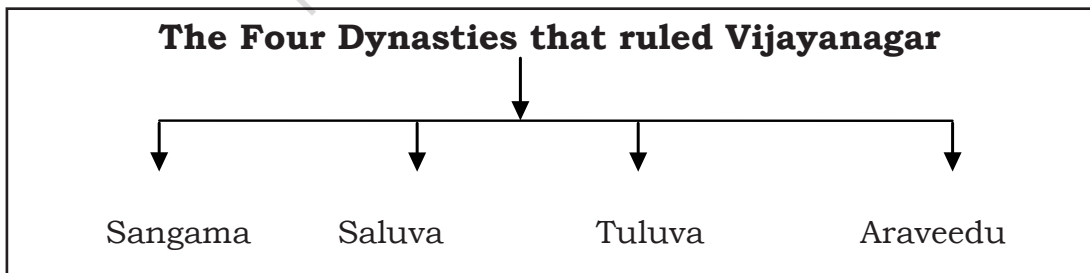 The Four Dynasties that ruled Vijayanagar
Sangama Saluva Tuluva Araveedu